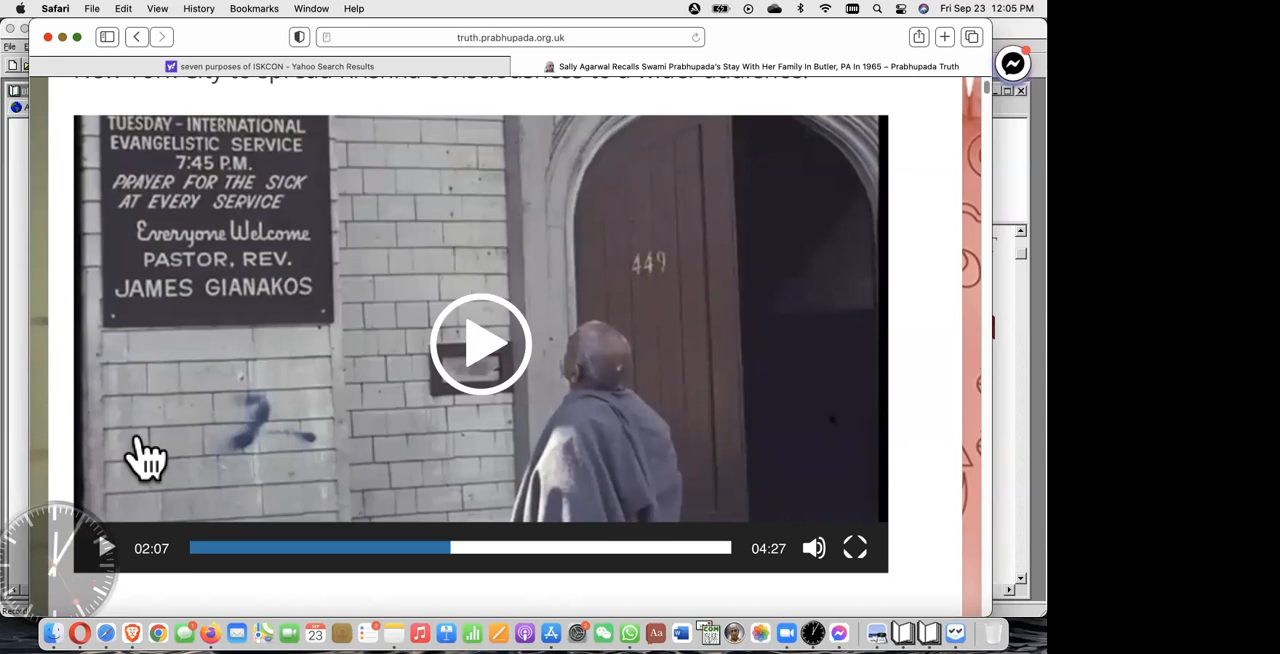 Safari File Edit View History Bookmarks Window Help
Fri Sep 23 12:05 PM
truth.prabhupada.org.uk
seven purposes of ISKCON - Yahoo Search Results
Sally Agarwal Recalls Swami Prabhupada's Stay With Her Family In Butler, PA In 1965 – Prabhupada Truth
TUESDAY - INTERNATIONAL
EVANGELISTIC SERVICE
7:45 P.M.
PRAYER FOR THE SICK
AT EVERY SERVICE
Everyone Welcome
PASTOR, REV.
JAMES GIANAKOS
449
02:07
04:27
SEP
23